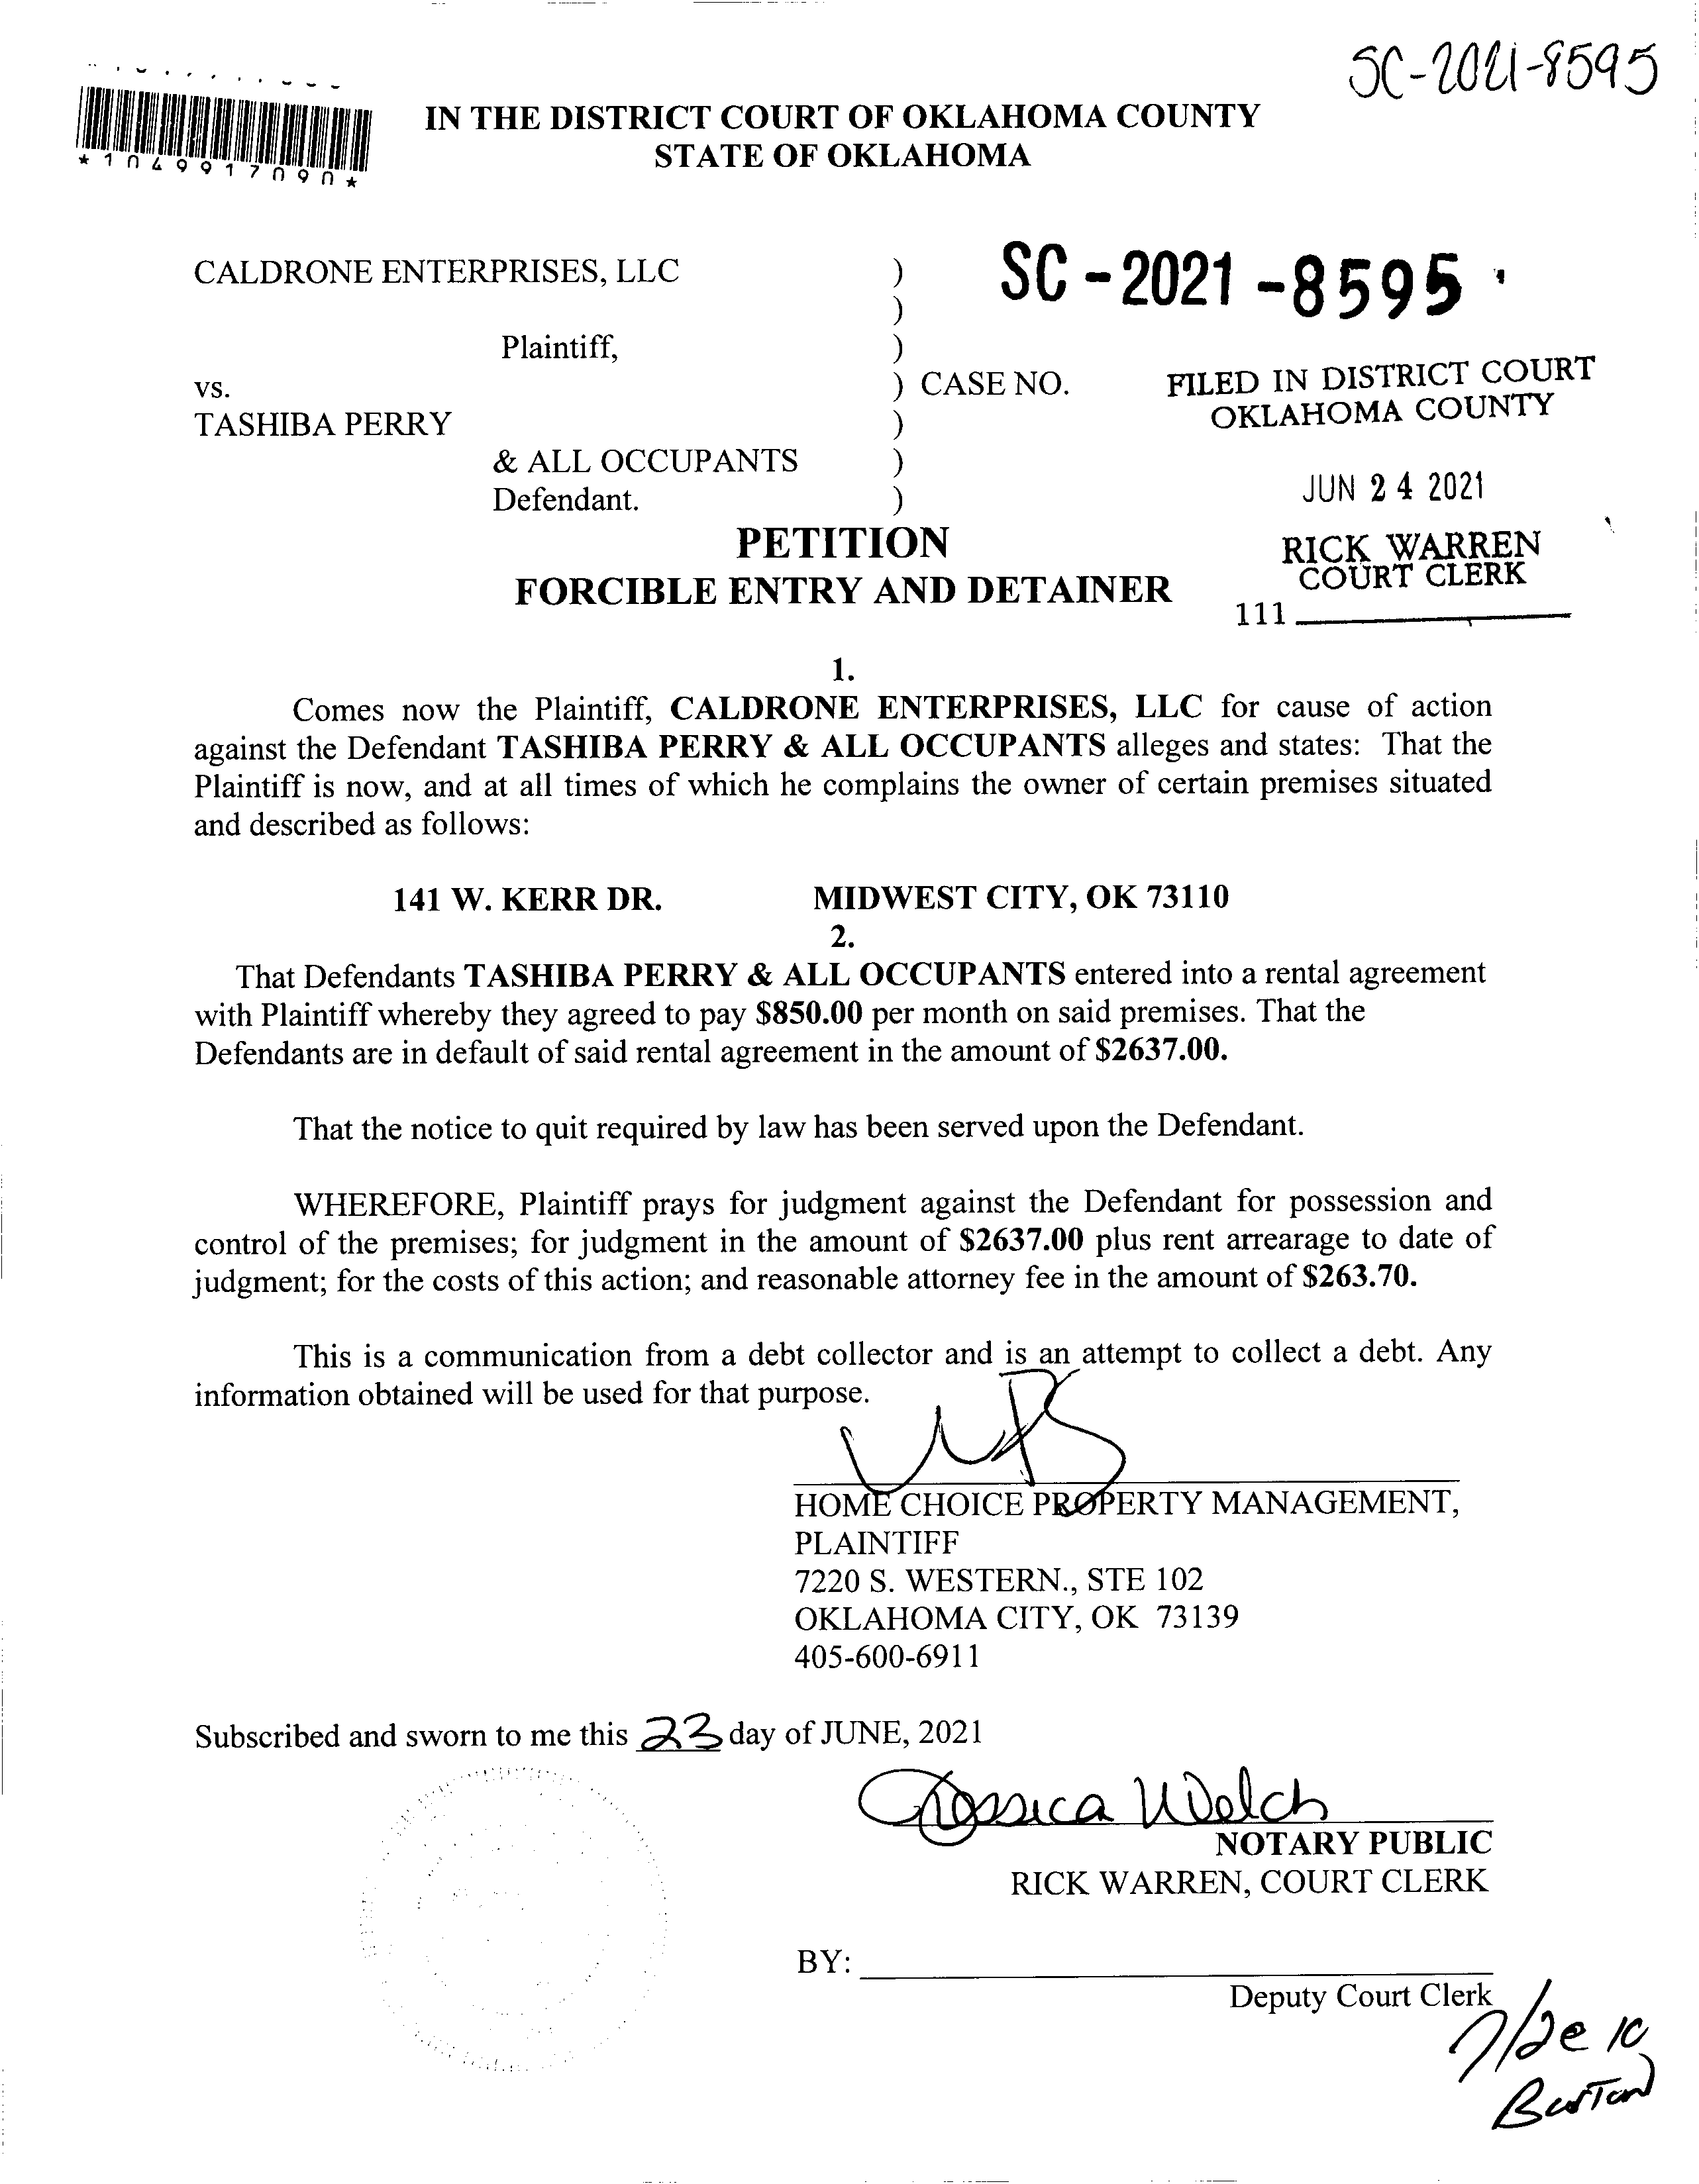 SC-2021-8595
*1049917090*
IN THE DISTRICT COURT OF OKLAHOMA COUNTY
STATE OF OKLAHOMA
CALDRONE ENTERPRISES, LLC )
SC-2021-8595
)
Plaintiff, )
vs. ) CASE NO.
FILED IN DISTRICT COURT
OKLAHOMA COUNTY
TASHIBA PERRY )
& ALL OCCUPANTS )
Defendant. )
JUN 24 2021
PETITION
RICK WARREN
COURT CLERK
FORCIBLE ENTRY AND DETAINER
111
1.
Comes now the Plaintiff, CALDRONE ENTERPRISES, LLC for cause of action
against the Defendant TASHIBA PERRY & ALL OCCUPANTS alleges and states: That the
Plaintiff is now, and at all times of which he complains the owner of certain premises situated
and described as follows:
141 W. KERR DR. MIDWEST CITY, OK 73110
2.
That Defendants TASHIBA PERRY & ALL OCCUPANTS entered into a rental agreement
with Plaintiff whereby they agreed to pay $850.00 per month on said premises. That the
Defendants are in default of said rental agreement in the amount of $2637.00.
That the notice to quit required by law has been served upon the Defendant.
WHEREFORE, Plaintiff prays for judgment against the Defendant for possession and
control of the premises; for judgment in the amount of $2637.00 plus rent arrearage to date of
judgment; for the costs of this action; and reasonable attorney fee in the amount of $263.70.
This is a communication from a debt collector and is an attempt to collect a debt. Any
information obtained will be used for that purpose.
HOME CHOICE PROPERTY MANAGEMENT,
PLAINTIFF
7220 S. WESTERN., STE 102
OKLAHOMA CITY, OK 73139
405-600-6911
Subscribed and sworn to me this 23 day of JUNE, 2021
Jessica Welch
NOTARY PUBLIC
RICK WARREN, COURT CLERK
BY:
Deputy Court Clerk
Burton